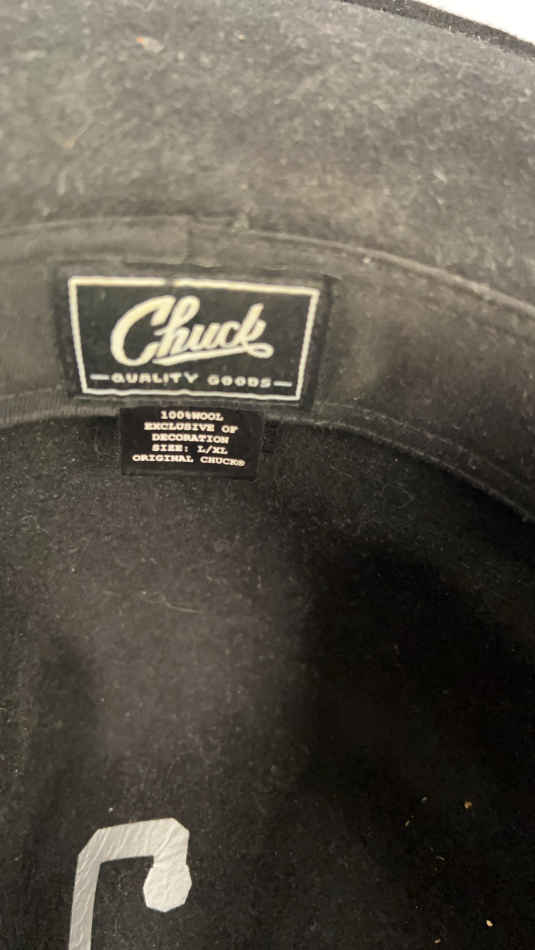 Chuck
—QUALITY GOODS—
100%WOOL
EXCLUSIVE OF
DECORATION
SIZE: L/XL
ORIGINAL CHUCK®